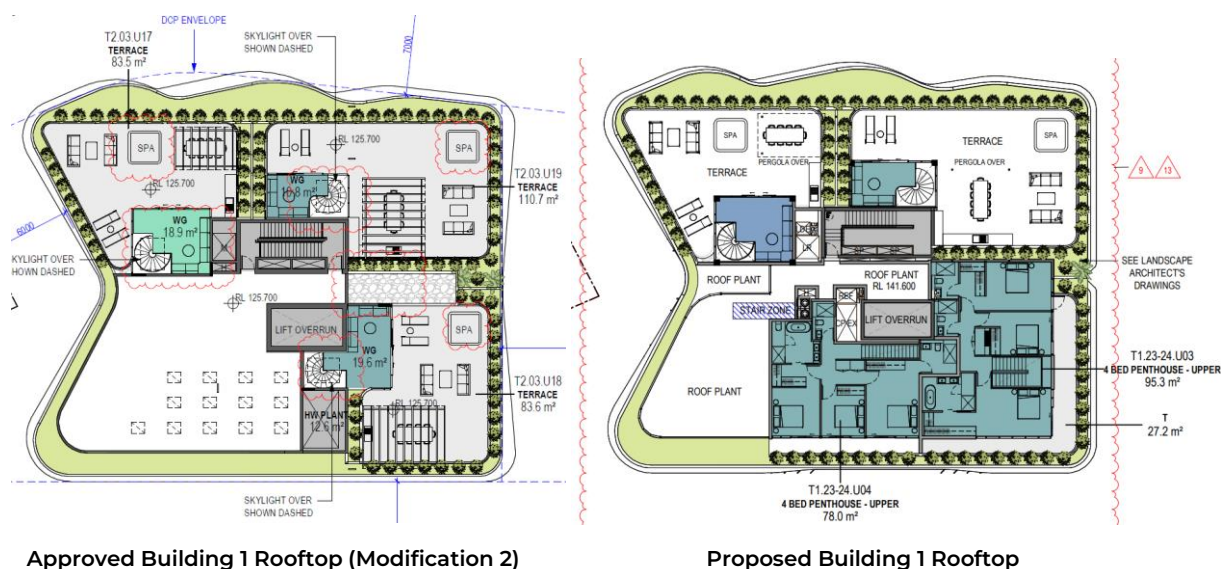 DCP ENVELOPE
T2.03.U17
TERRACE
83.5 m²
SKYLIGHT OVER
SHOWN DASHED
7000
SPA
RL 125.700
SPA
WG
10.8 m²
T2.03.U19
TERRACE
110.7 m²
RL 125.700
6000
WG
18.9 m²
SKYLIGHT OVER
HOWN DASHED
RL 125.700
LIFT OVERRUN
SPA
WG
19.6 m²
T2.03.U18
TERRACE
83.6 m²
RL 125.700
HW PLANT
12.6 m²
SKYLIGHT OVER
SHOWN DASHED
Approved Building 1 Rooftop (Modification 2)
SPA
PERGOLA OVER
TERRACE
TERRACE
SPA
PERGOLA OVER
9
13
SEE LANDSCAPE
ARCHITECT'S
DRAWINGS
ROOF PLANT
ROOF PLANT
RL 141.600
STAIR ZONE
LIFT OVERRUN
ROOF PLANT
T1.23-24.U03
4 BED PENTHOUSE - UPPER
95.3 m²
T
27.2 m²
T1.23-24.U04
4 BED PENTHOUSE - UPPER
78.0 m²
Proposed Building 1 Rooftop